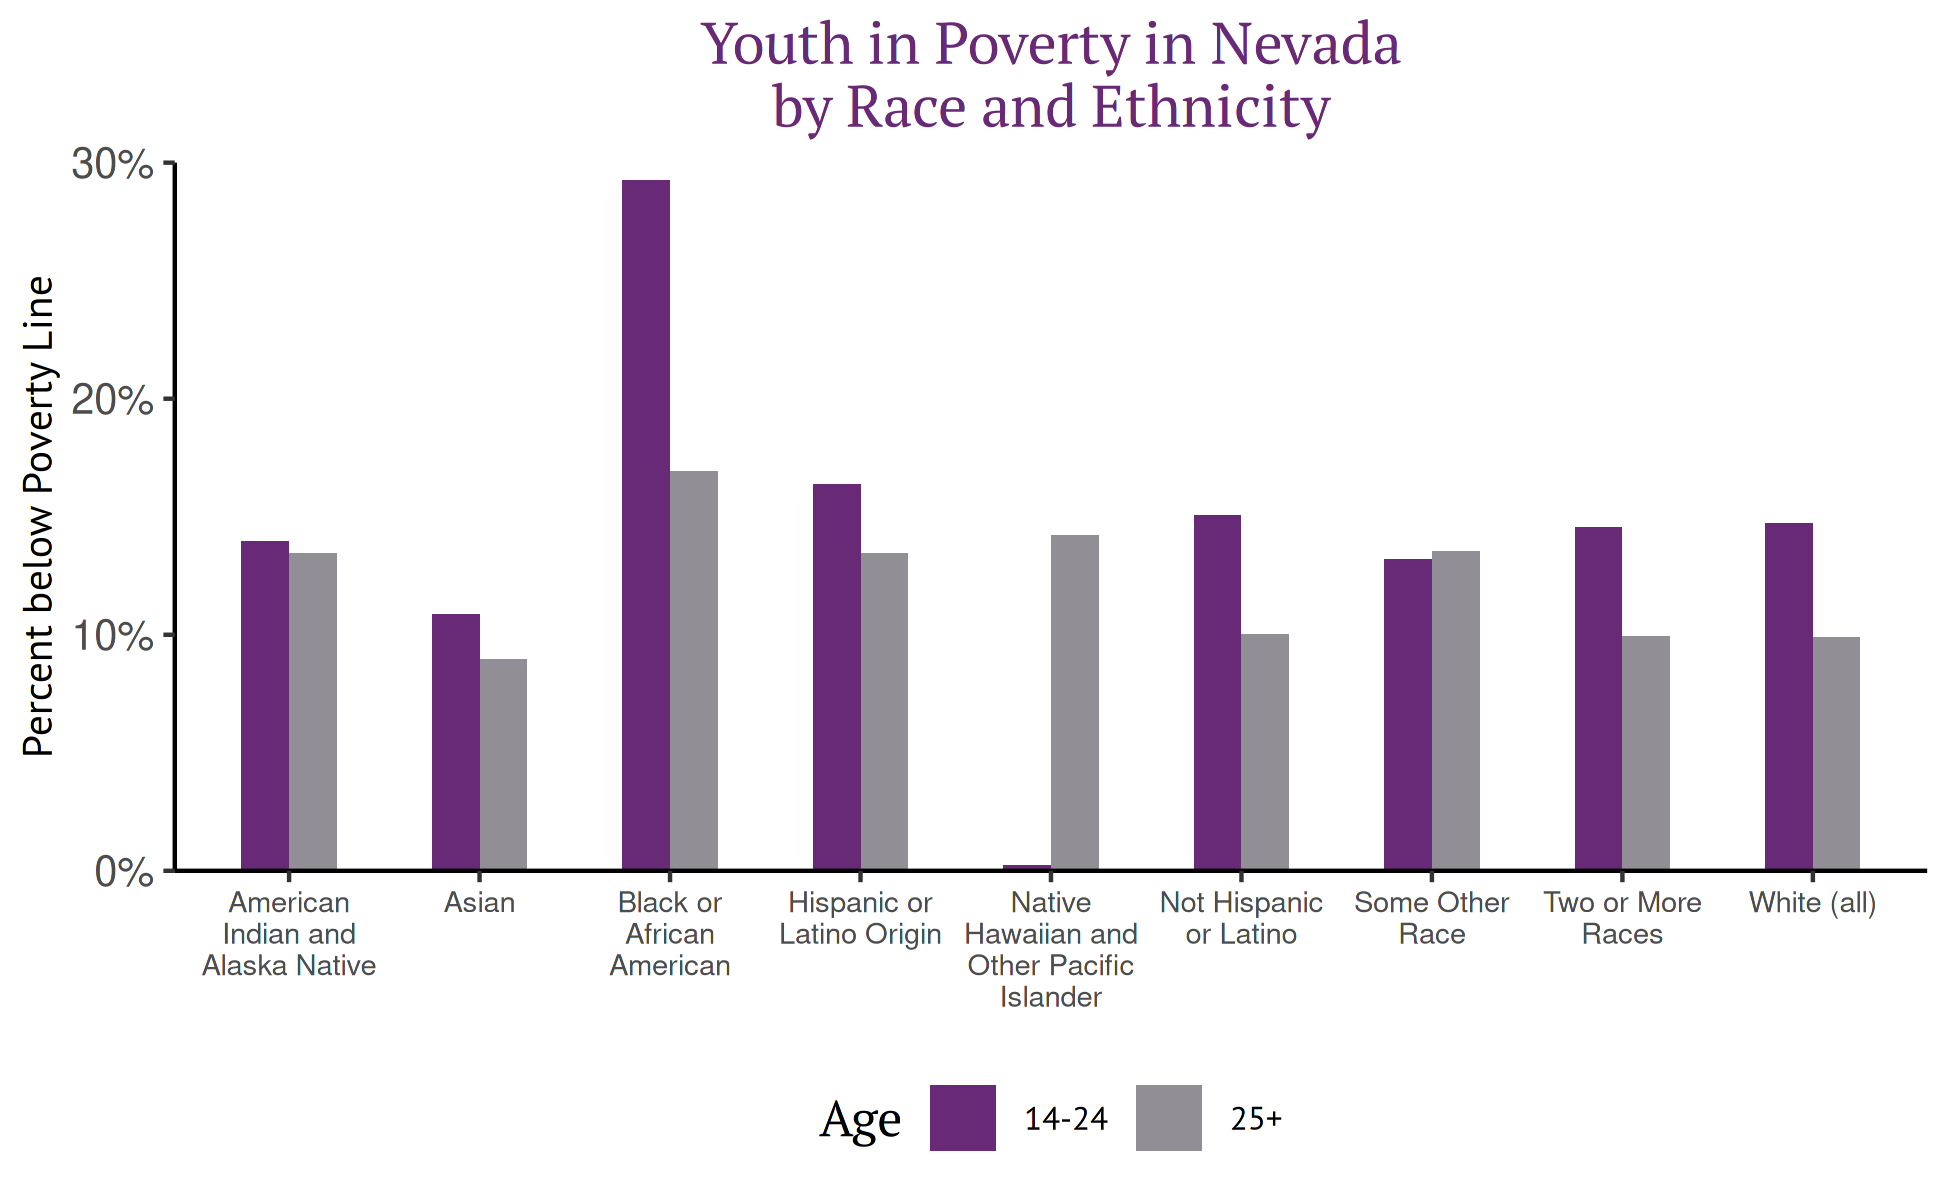 Youth in Poverty in Nevada
by Race and Ethnicity
Percent below Poverty Line
30%
20%
10%
0%
American
Indian and
Alaska Native
Asian
Black or
African
American
Hispanic or
Latino Origin
Native
Hawaiian and
Other Pacific
Islander
Not Hispanic
or Latino
Some Other
Race
Two or More
Races
White (all)
Age
14-24
25+